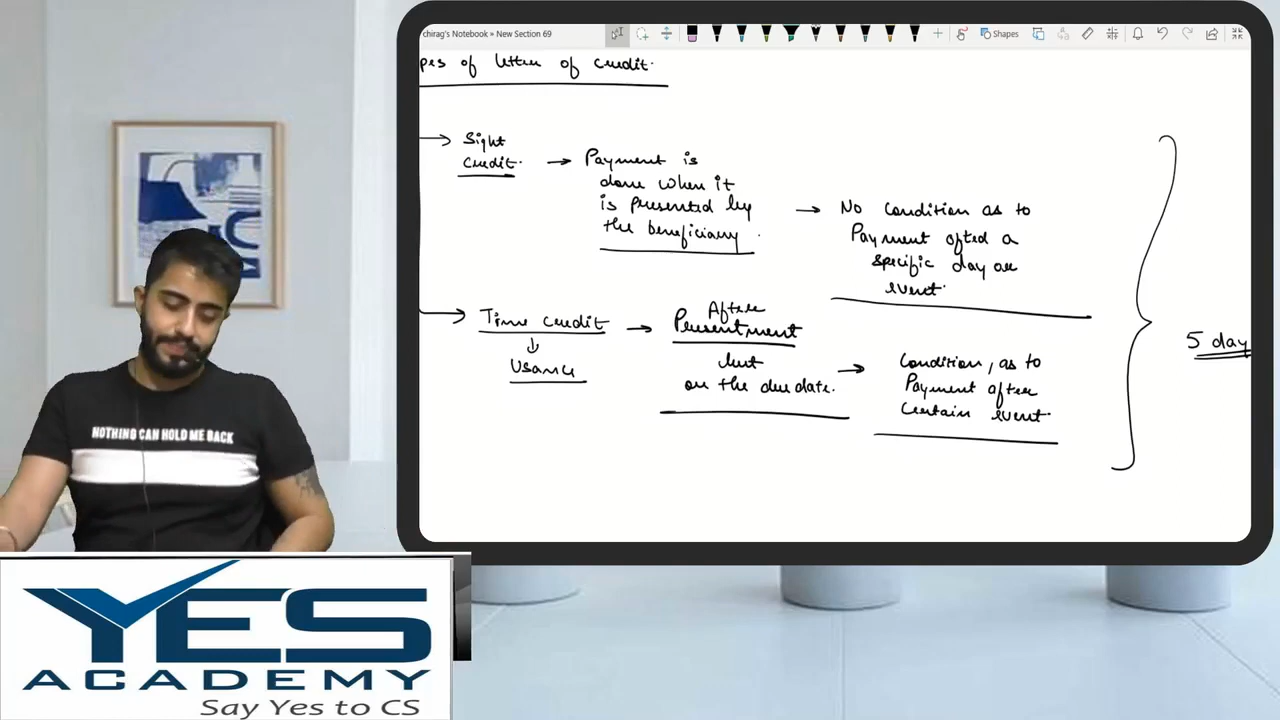 chirag's Notebook » New Section 69
Shapes
pes of letter of credit.
Sight
credit.
Payment is
done when it
is presented by
the beneficiary.
No condition as to
Payment afted a
specific day or
event.
Time credit
Usance
After
Presentment
but
on the due date.
Condition, as to
Payment after
Certain event.
5 day
NOTHING CAN HOLD ME BACK
YES
ACADEMY
Say Yes to CS